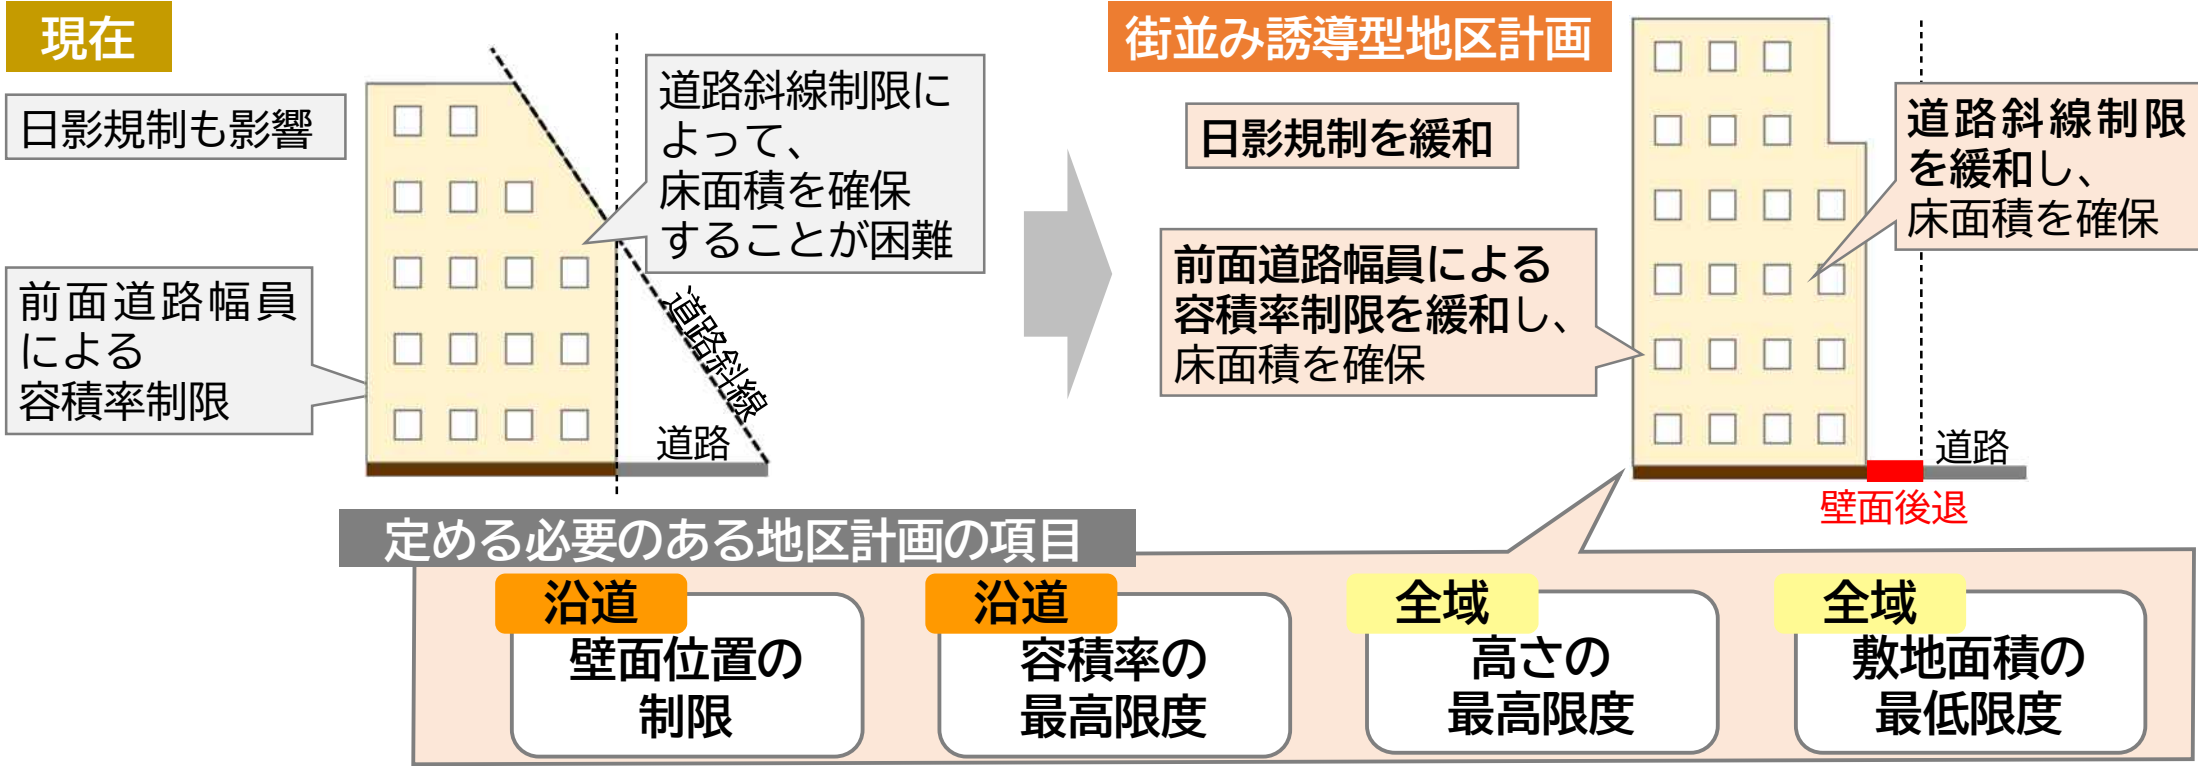 現在
日影規制も影響
前面道路幅員
による
容積率制限
道路斜線制限に
よって、
床面積を確保
することが困難
道路斜線
道路
街並み誘導型地区計画
日影規制を緩和
前面道路幅員による
容積率制限を緩和し、
床面積を確保
道路斜線制限
を緩和し、
床面積を確保
道路
壁面後退
定める必要のある地区計画の項目
沿道
壁面位置の
制限
沿道
容積率の
最高限度
全域
高さの
最高限度
全域
敷地面積の
最低限度